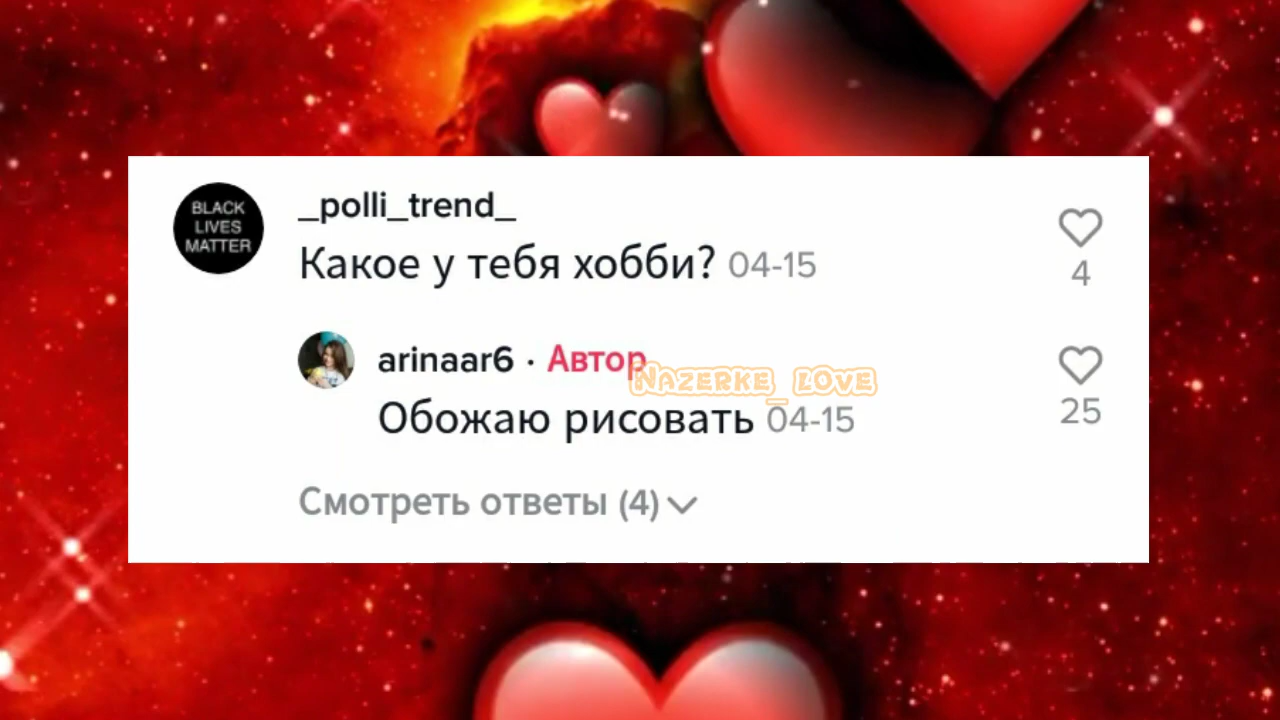 BLACK
LIVES
MATTER
_polli_trend_
Какое у тебя хобби? 04-15
4
arinaar6 · Автор
NAZERKE_LOVE
Обожаю рисовать 04-15
25
Смотреть ответы (4)